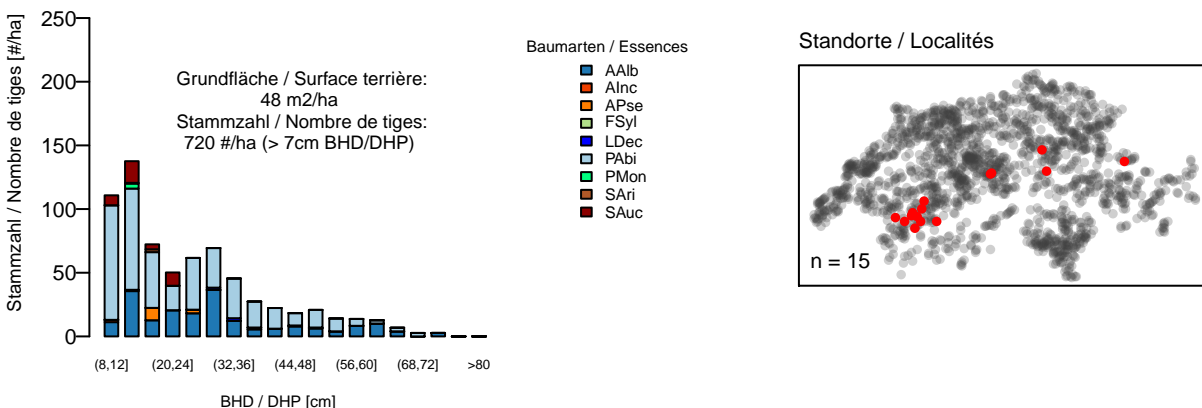 250
200
150
100
50
0
Stammzahl / Nombre de tiges [#/ha]
Grundfläche / Surface terrière:
48 m2/ha
Stammzahl / Nombre de tiges:
720 #/ha (> 7cm BHD/DHP)
(8,12] (20,24] (32,36] (44,48] (56,60] (68,72] >80
BHD / DHP [cm]
Baumarten / Essences
AAlb
AInc
APse
FSyl
LDec
PAbi
PMon
SAri
SAuc
Standorte / Localités
n = 15